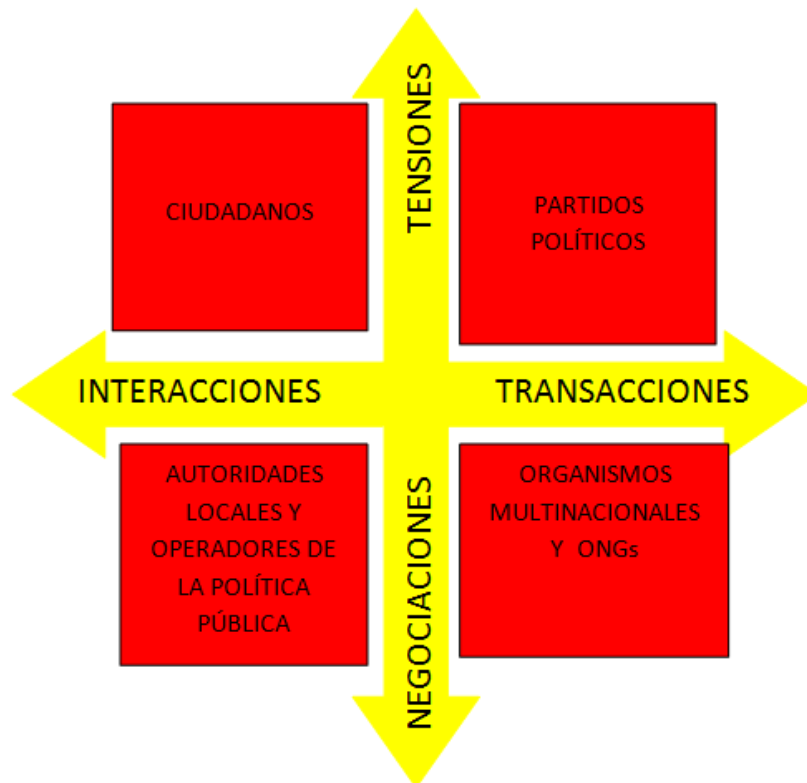 TENSIONES
CIUDADANOS
PARTIDOS
POLÍTICOS
INTERACCIONES
TRANSACCIONES
AUTORIDADES
LOCALES Y
OPERADORES DE
LA POLÍTICA
PÚBLICA
ORGANISMOS
MULTINACIONALES
Y ONGs
NEGOCIACIONES